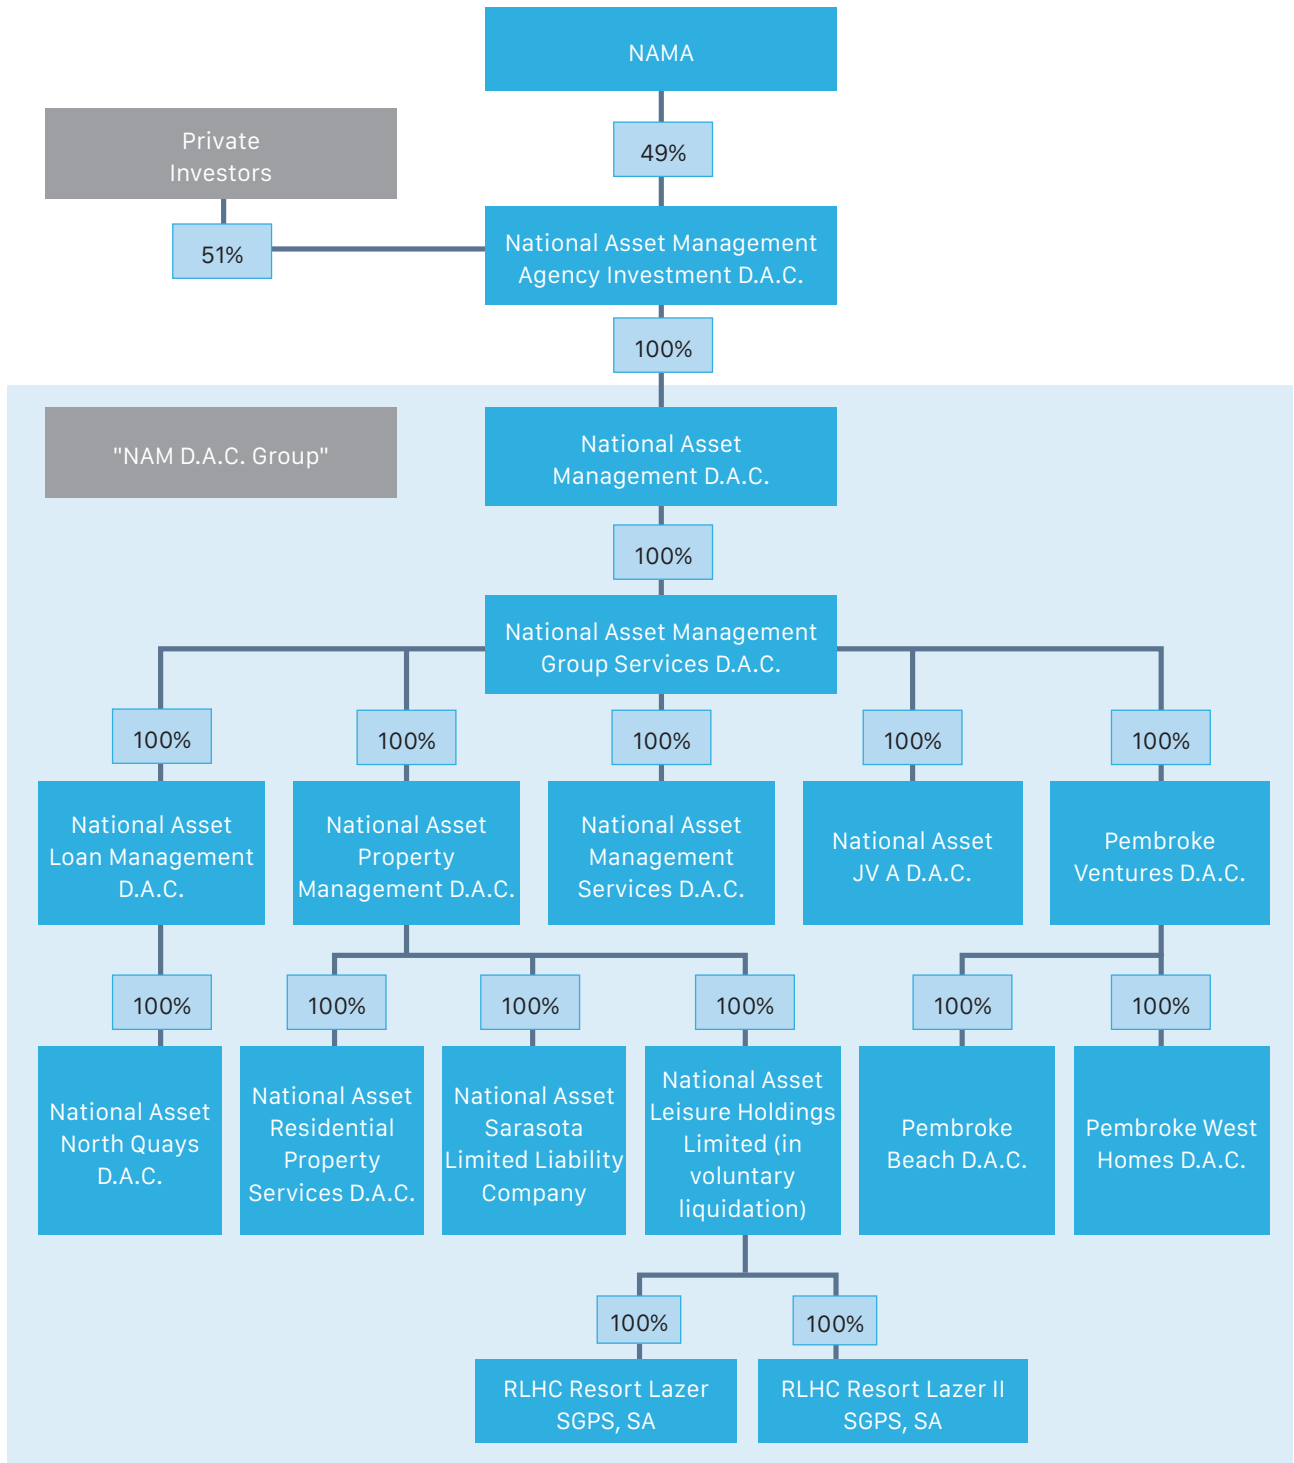 NAMA
Private
Investors
49%
51%
National Asset Management
Agency Investment D.A.C.
100%
"NAM D.A.C. Group"
National Asset
Management D.A.C.
100%
National Asset Management
Group Services D.A.C.
100%
100%
100%
100%
100%
National Asset
Loan Management
D.A.C.
National Asset
Property
Management D.A.C.
National Asset
Management
Services D.A.C.
National Asset
JV A D.A.C.
Pembroke
Ventures D.A.C.
100%
100%
100%
100%
100%
100%
National Asset
North Quays
D.A.C.
National Asset
Residential
Property
Services D.A.C.
National Asset
Sarasota
Limited Liability
Company
National Asset
Leisure Holdings
Limited (in
voluntary
liquidation)
Pembroke
Beach D.A.C.
Pembroke West
Homes D.A.C.
100%
100%
RLHC Resort Lazer
SGPS, SA
RLHC Resort Lazer II
SGPS, SA